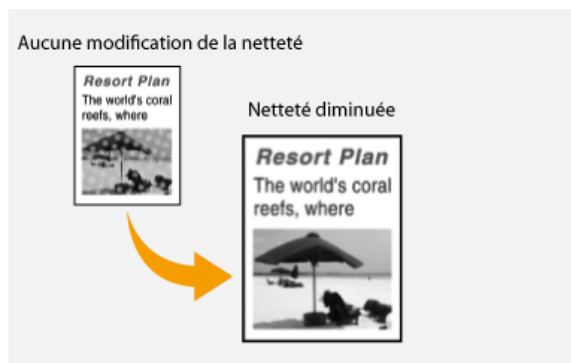 Aucune modification de la netteté
Resort Plan
The world's coral
reefs, where
Netteté diminuée
Resort Plan
The world's coral
reefs, where